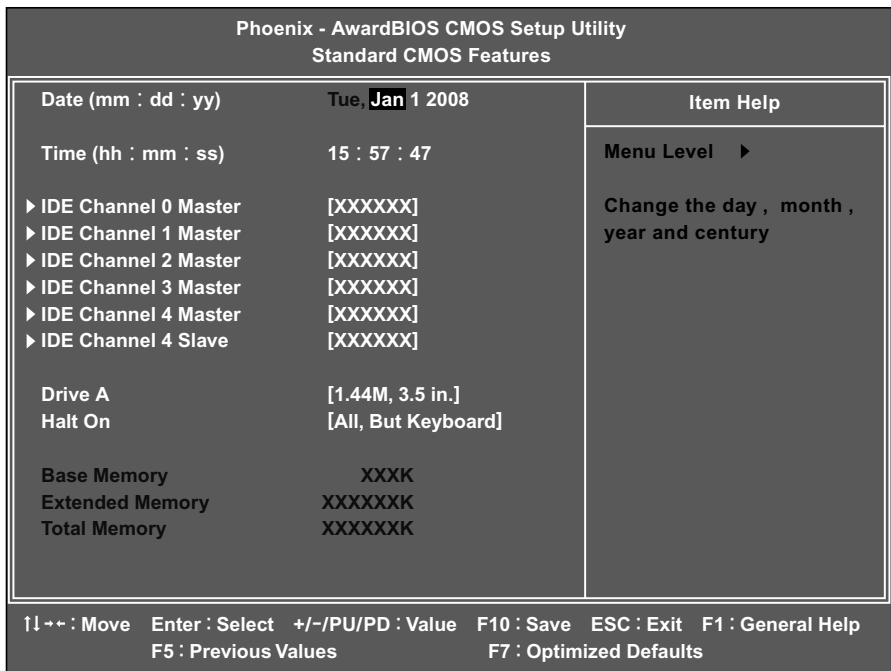 Phoenix - AwardBIOS CMOS Setup Utility
Standard CMOS Features
Date (mm : dd : yy) Tue, Jan 1 2008
Time (hh : mm : ss) 15 : 57 : 47
▶ IDE Channel 0 Master [XXXXXX]
▶ IDE Channel 1 Master [XXXXXX]
▶ IDE Channel 2 Master [XXXXXX]
▶ IDE Channel 3 Master [XXXXXX]
▶ IDE Channel 4 Master [XXXXXX]
▶ IDE Channel 4 Slave [XXXXXX]
Drive A [1.44M, 3.5 in.]
Halt On [All, But Keyboard]
Base Memory XXXK
Extended Memory XXXXXXK
Total Memory XXXXXXK
Item Help
Menu Level ▶
Change the day , month ,
year and century
↑↓→← : Move Enter : Select +/-/PU/PD : Value F10 : Save ESC : Exit F1 : General Help
F5 : Previous Values F7 : Optimized Defaults